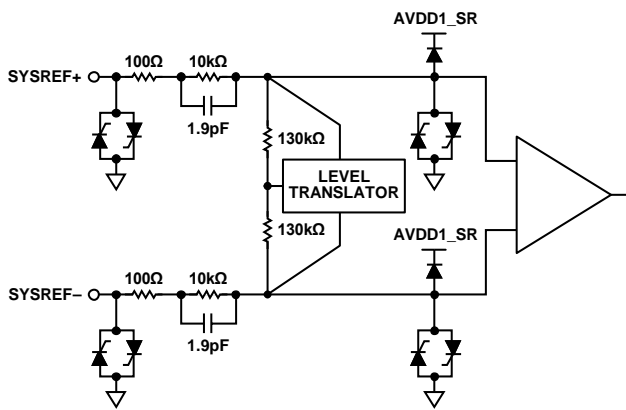 AVDD1_SR
100Ω
10kΩ
SYSREF+
1.9pF
130kΩ
LEVEL
TRANSLATOR
130kΩ
AVDD1_SR
100Ω
10kΩ
SYSREF–
1.9pF